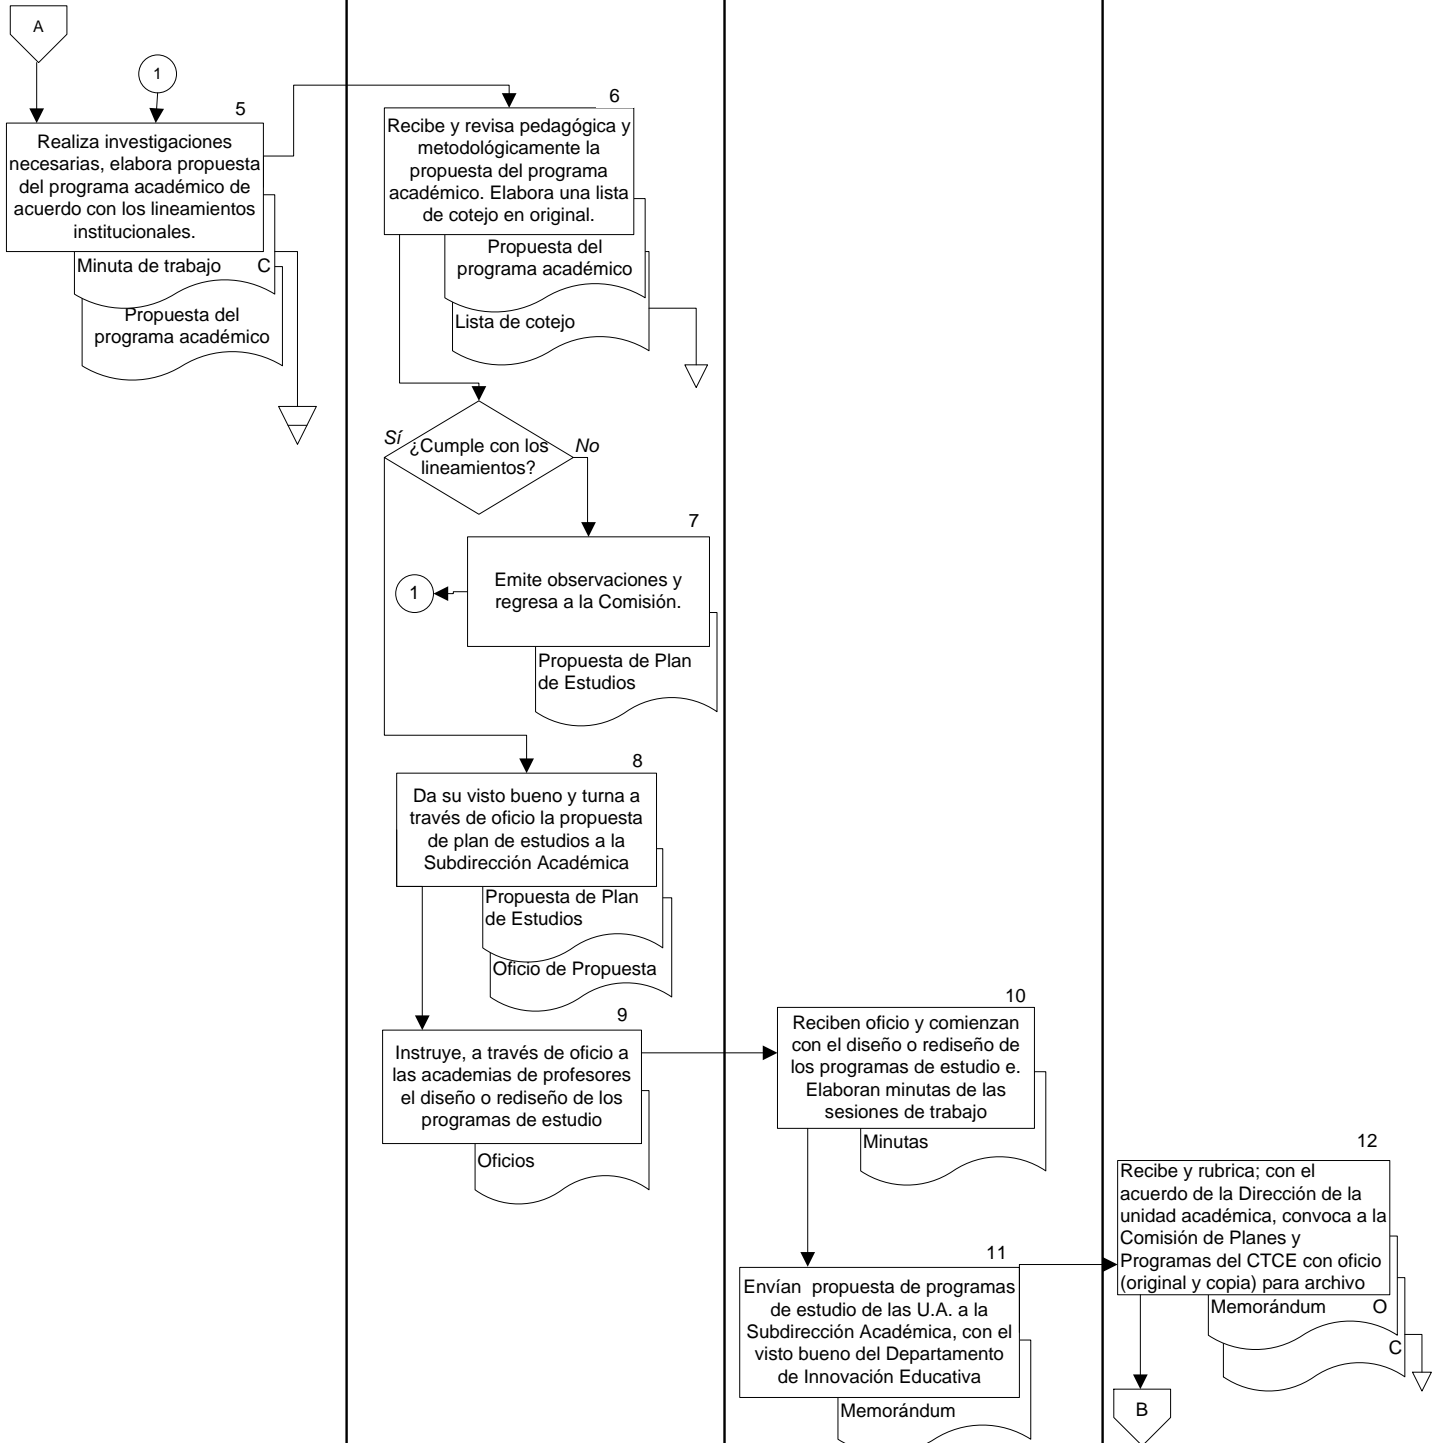 A
1
5
Realiza investigaciones
necesarias, elabora propuesta
del programa académico de
acuerdo con los lineamientos
institucionales.
Minuta de trabajo C
Propuesta del
programa académico
6
Recibe y revisa pedagógica y
metodológicamente la
propuesta del programa
académico. Elabora una lista
de cotejo en original.
Propuesta del
programa académico
Lista de cotejo
Sí
¿Cumple con los
lineamientos?
No
7
Emite observaciones y
regresa a la Comisión.
1
Propuesta de Plan
de Estudios
8
Da su visto bueno y turna a
través de oficio la propuesta
de plan de estudios a la
Subdirección Académica
Propuesta de Plan
de Estudios
Oficio de Propuesta
9
Instruye, a través de oficio a
las academias de profesores
el diseño o rediseño de los
programas de estudio
Oficios
10
Reciben oficio y comienzan
con el diseño o rediseño de
los programas de estudio e.
Elaboran minutas de las
sesiones de trabajo
Minutas
11
Envían propuesta de programas
de estudio de las U.A. a la
Subdirección Académica, con el
visto bueno del Departamento
de Innovación Educativa
Memorándum
12
Recibe y rubrica; con el
acuerdo de la Dirección de la
unidad académica, convoca a la
Comisión de Planes y
Programas del CTCE con oficio
(original y copia) para archivo
Memorándum O
C
B